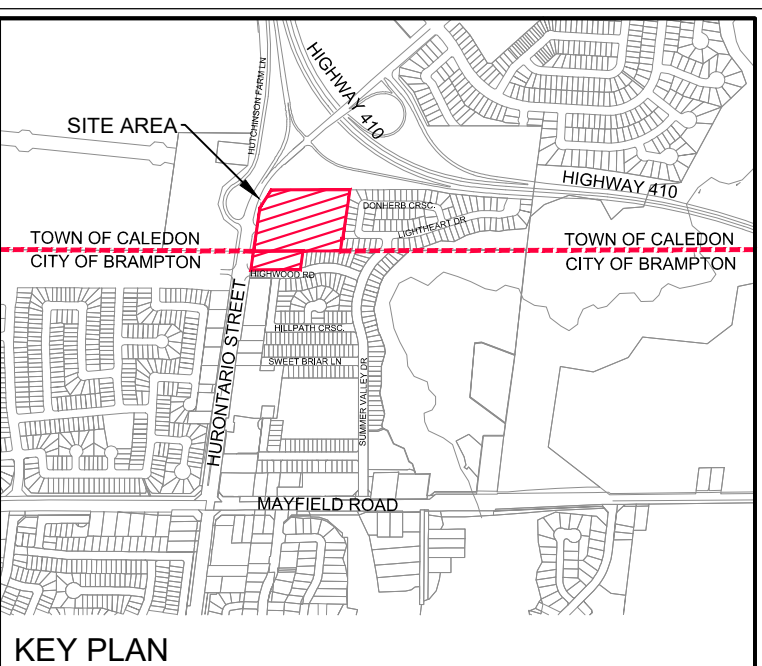 HUTCHINSON FARM LN
HIGHWAY 410
SITE AREA
HIGHWAY 410
DONHERB CRSC.
LIGHTHEART DR
TOWN OF CALEDON
CITY OF BRAMPTON
TOWN OF CALEDON
CITY OF BRAMPTON
HIGHWOOD RD
HURONTARIO STREET
HILLPATH CRSC.
SWEET BRIAR LN
SUMMER VALLEY DR
MAYFIELD ROAD
KEY PLAN